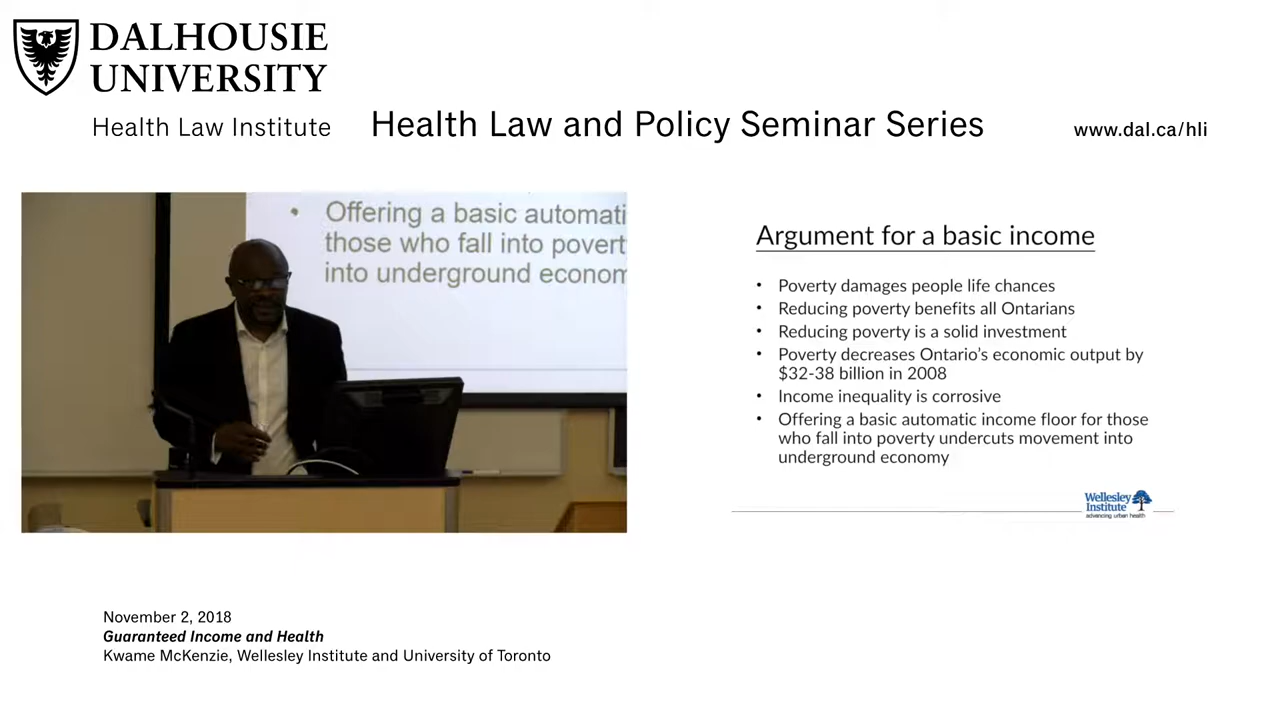 DALHOUSIE
UNIVERSITY
Health Law Institute
Health Law and Policy Seminar Series
www.dal.ca/hli
• Offering a basic automati
those who fall into povert
into underground econom
Argument for a basic income
• Poverty damages people life chances
• Reducing poverty benefits all Ontarians
• Reducing poverty is a solid investment
• Poverty decreases Ontario's economic output by
$32-38 billion in 2008
• Income inequality is corrosive
• Offering a basic automatic income floor for those
who fall into poverty undercuts movement into
underground economy
Wellesley
Institute
advancing urban health
November 2, 2018
Guaranteed Income and Health
Kwame McKenzie, Wellesley Institute and University of Toronto